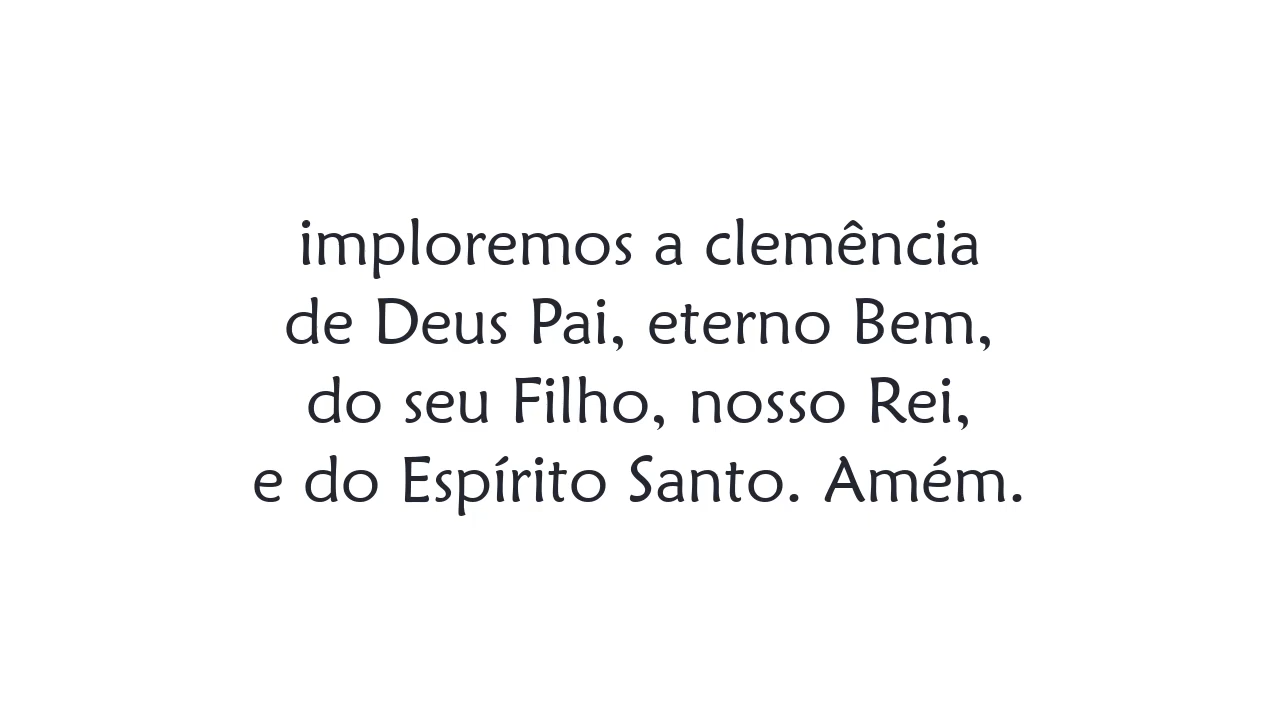 imploremos a clemência
de Deus Pai, eterno Bem,
do seu Filho, nosso Rei,
e do Espírito Santo. Amém.